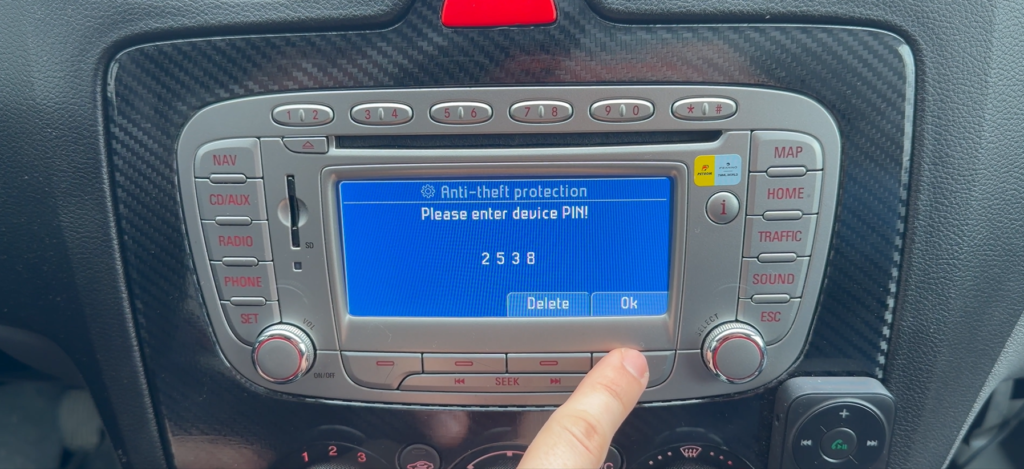 1 2
3 4
5 6
7 8
9 0
* #
NAV
CD/AUX
RADIO
PHONE
SET
SD
VOL
ON/OFF
Anti-theft protection
Please enter device PIN!
2538
Delete
Ok
SEEK
MAP
HOME
TRAFFIC
SOUND
ESC
i
SELECT
1 2 3
+